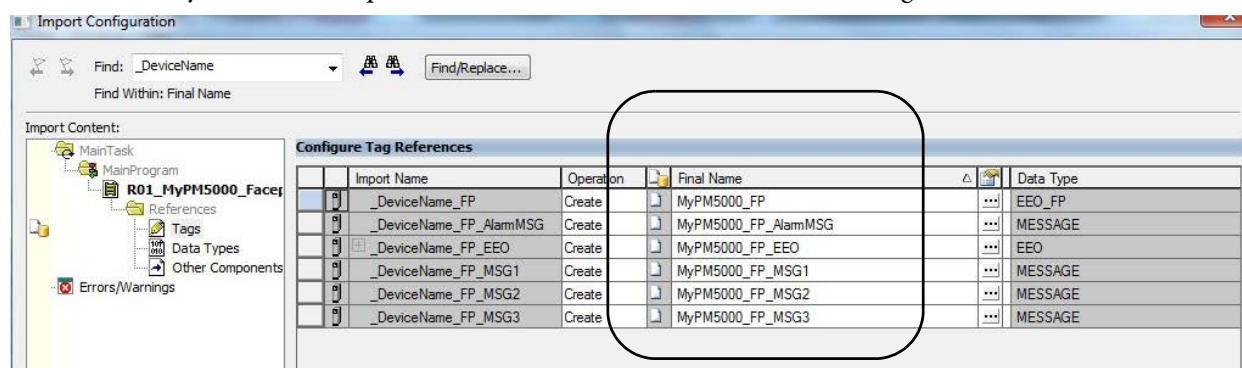 Import Configuration
Find: _DeviceName Find/Replace...
Find Within: Final Name
Import Content:
MainTask
MainProgram
R01_MyPM5000_Facep
References
Tags
Data Types
Other Components
Errors/Warnings
Configure Tag References
Import Name Operation Final Name Data Type
_DeviceName_FP Create MyPM5000_FP ... EEO_FP
_DeviceName_FP_AlarmMSG Create MyPM5000_FP_AlarmMSG ... MESSAGE
_DeviceName_FP_EEO Create MyPM5000_FP_EEO ... EEO
_DeviceName_FP_MSG1 Create MyPM5000_FP_MSG1 ... MESSAGE
_DeviceName_FP_MSG2 Create MyPM5000_FP_MSG2 ... MESSAGE
_DeviceName_FP_MSG3 Create MyPM5000_FP_MSG3 ... MESSAGE